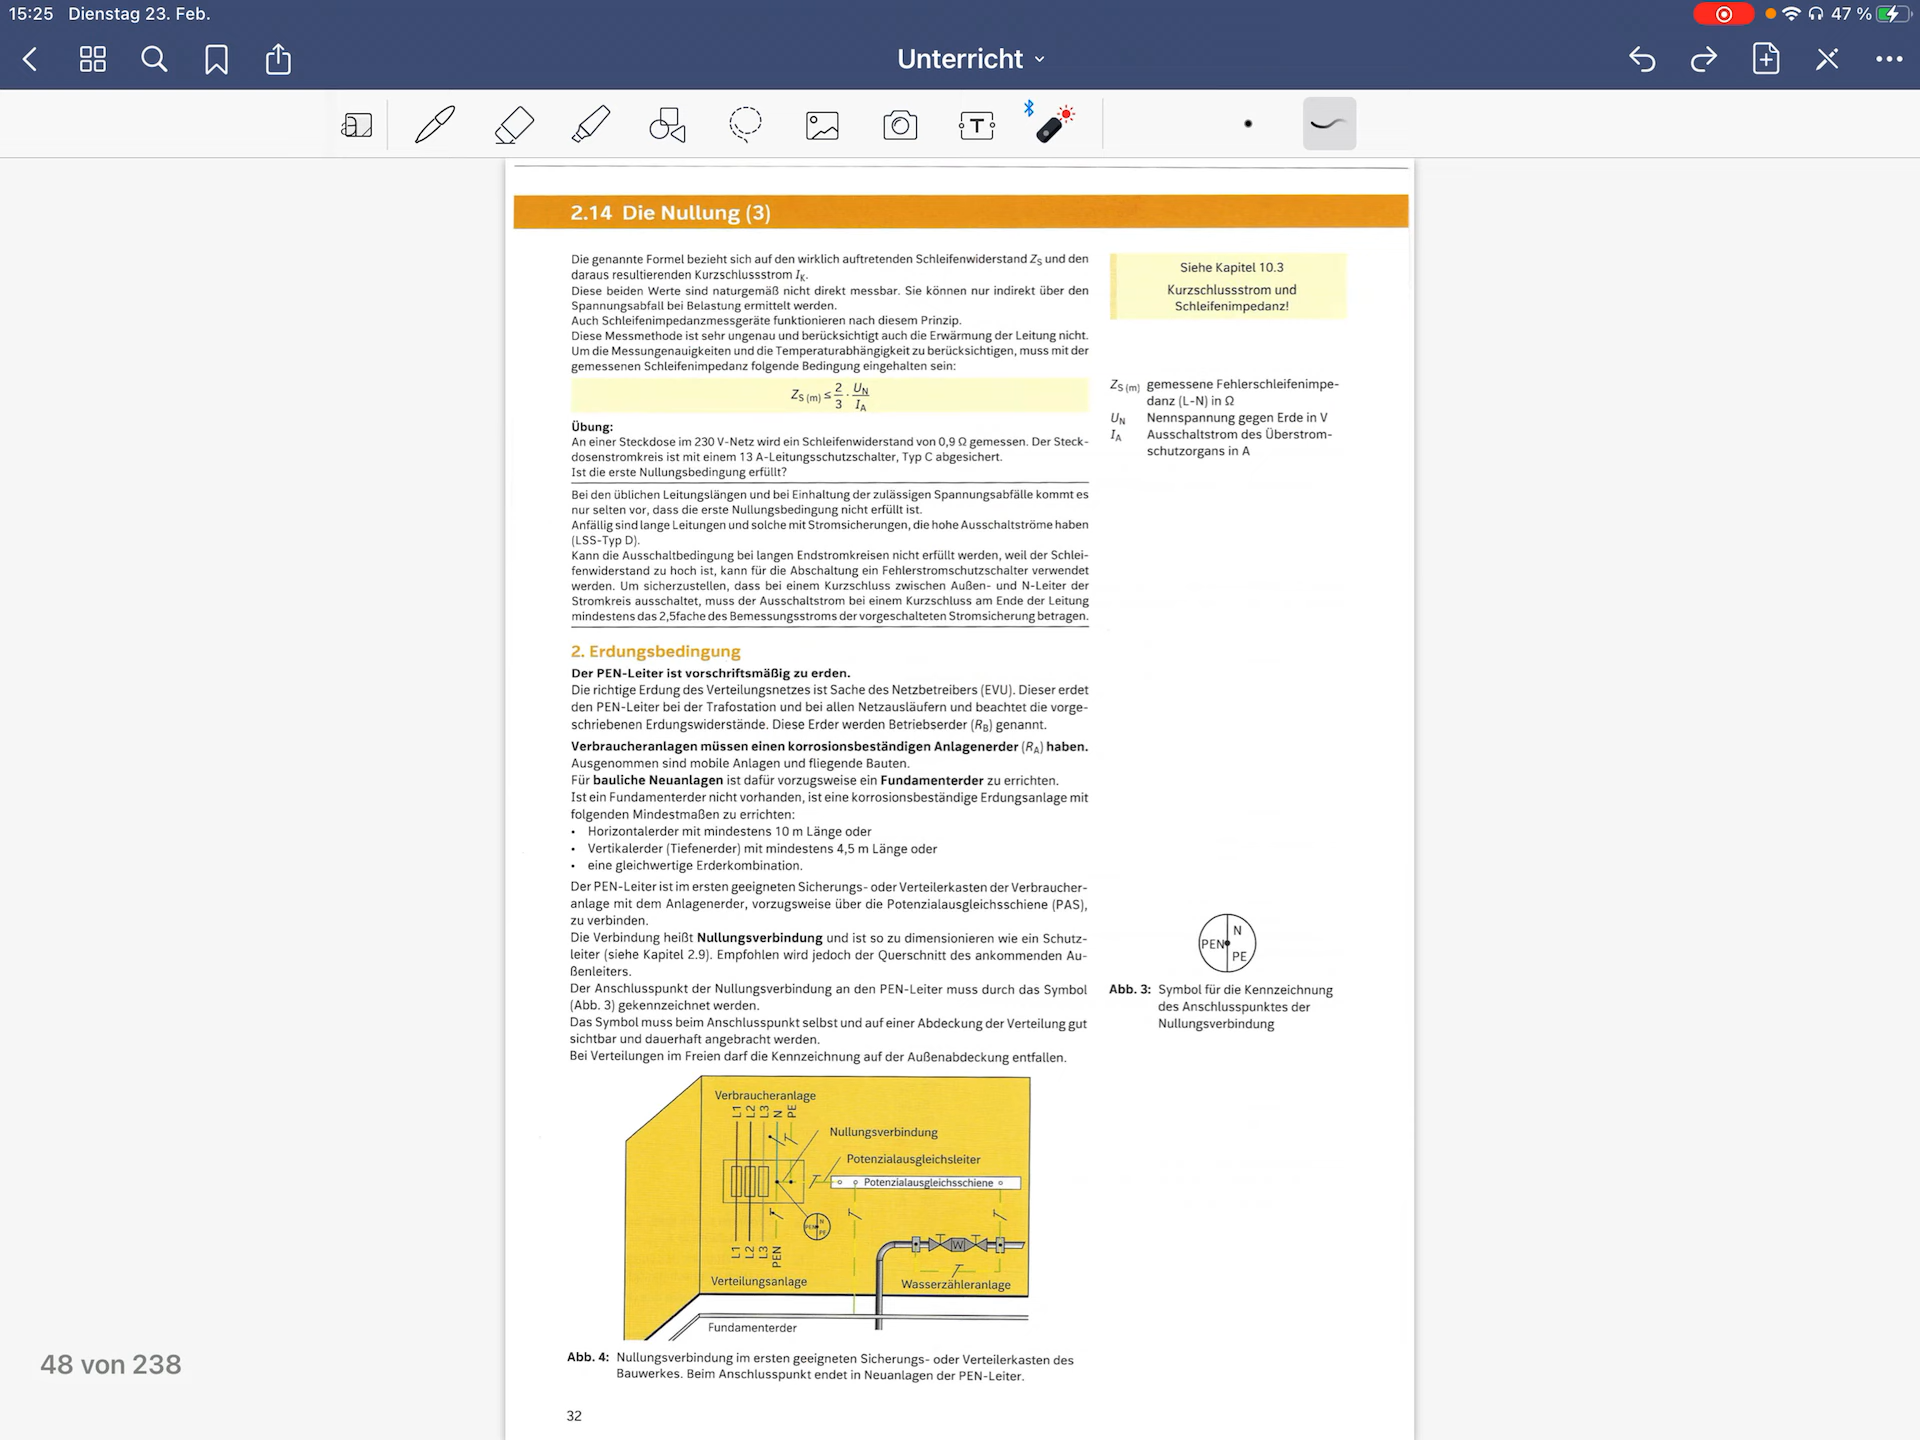 15:25 Dienstag 23. Feb.
47 %
Unterricht
2.14 Die Nullung (3)
Die genannte Formel bezieht sich auf den wirklich auftretenden Schleifenwiderstand ZS und den
daraus resultierenden Kurzschlussstrom IK.
Diese beiden Werte sind naturgemäß nicht direkt messbar. Sie können nur indirekt über den
Spannungsabfall bei Belastung ermittelt werden.
Auch Schleifenimpedanzmessgeräte funktionieren nach diesem Prinzip.
Diese Messmethode ist sehr ungenau und berücksichtigt auch die Erwärmung der Leitung nicht.
Um die Messungenauigkeiten und die Temperaturabhängigkeit zu berücksichtigen, muss mit der
gemessenen Schleifenimpedanz folgende Bedingung eingehalten sein:
ZS (m) ≤ 2/3 · UN/IA
Siehe Kapitel 10.3
Kurzschlussstrom und
Schleifenimpedanz!
ZS (m) gemessene Fehlerschleifenimpe-
danz (L-N) in Ω
UN Nennspannung gegen Erde in V
IA Ausschaltstrom des Überstrom-
schutzorgans in A
Übung:
An einer Steckdose im 230 V-Netz wird ein Schleifenwiderstand von 0,9 Ω gemessen. Der Steck-
dosenstromkreis ist mit einem 13 A-Leitungsschutzschalter, Typ C abgesichert.
Ist die erste Nullungsbedingung erfüllt?
Bei den üblichen Leitungslängen und bei Einhaltung der zulässigen Spannungsabfälle kommt es
nur selten vor, dass die erste Nullungsbedingung nicht erfüllt ist.
Anfällig sind lange Leitungen und solche mit Stromsicherungen, die hohe Ausschaltströme haben
(LSS-Typ D).
Kann die Ausschaltbedingung bei langen Endstromkreisen nicht erfüllt werden, weil der Schlei-
fenwiderstand zu hoch ist, kann für die Abschaltung ein Fehlerstromschutzschalter verwendet
werden. Um sicherzustellen, dass bei einem Kurzschluss zwischen Außen- und N-Leiter der
Stromkreis ausschaltet, muss der Ausschaltstrom bei einem Kurzschluss am Ende der Leitung
mindestens das 2,5fache des Bemessungsstroms der vorgeschalteten Stromsicherung betragen.
2. Erdungsbedingung
Der PEN-Leiter ist vorschriftsmäßig zu erden.
Die richtige Erdung des Verteilungsnetzes ist Sache des Netzbetreibers (EVU). Dieser erdet
den PEN-Leiter bei der Trafostation und bei allen Netzausläufern und beachtet die vorge-
schriebenen Erdungswiderstände. Diese Erder werden Betriebserder (RB) genannt.
Verbraucheranlagen müssen einen korrosionsbeständigen Anlagenerder (RA) haben.
Ausgenommen sind mobile Anlagen und fliegende Bauten.
Für bauliche Neuanlagen ist dafür vorzugsweise ein Fundamenterder zu errichten.
Ist ein Fundamenterder nicht vorhanden, ist eine korrosionsbeständige Erdungsanlage mit
folgenden Mindestmaßen zu errichten:
• Horizontalerder mit mindestens 10 m Länge oder
• Vertikalerder (Tiefenerder) mit mindestens 4,5 m Länge oder
• eine gleichwertige Erderkombination.
Der PEN-Leiter ist im ersten geeigneten Sicherungs- oder Verteilerkasten der Verbraucher-
anlage mit dem Anlagenerder, vorzugsweise über die Potenzialausgleichsschiene (PAS),
zu verbinden.
Die Verbindung heißt Nullungsverbindung und ist so zu dimensionieren wie ein Schutz-
leiter (siehe Kapitel 2.9). Empfohlen wird jedoch der Querschnitt des ankommenden Au-
ßenleiters.
Der Anschlusspunkt der Nullungsverbindung an den PEN-Leiter muss durch das Symbol
(Abb. 3) gekennzeichnet werden.
Das Symbol muss beim Anschlusspunkt selbst und auf einer Abdeckung der Verteilung gut
sichtbar und dauerhaft angebracht werden.
Bei Verteilungen im Freien darf die Kennzeichnung auf der Außenabdeckung entfallen.
PEN N PE
Abb. 3: Symbol für die Kennzeichnung
des Anschlusspunktes der
Nullungsverbindung
Verbraucheranlage
L1 L2 L3 N PE
Nullungsverbindung
Potenzialausgleichsleiter
Potenzialausgleichsschiene
PEN N PE
W
L1 L2 L3 PEN
Verteilungsanlage
Wasserzähleranlage
Fundamenterder
Abb. 4: Nullungsverbindung im ersten geeigneten Sicherungs- oder Verteilerkasten des
Bauwerkes. Beim Anschlusspunkt endet in Neuanlagen der PEN-Leiter.
32
48 von 238